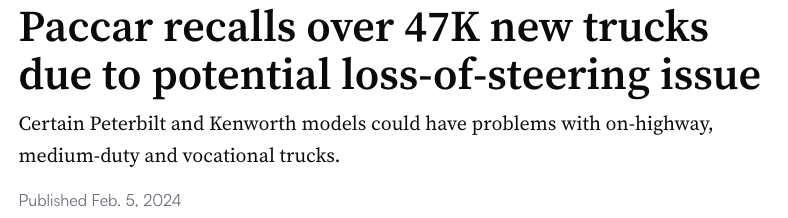 Paccar recalls over 47K new trucks
due to potential loss-of-steering issue
Certain Peterbilt and Kenworth models could have problems with on-highway,
medium-duty and vocational trucks.
Published Feb. 5, 2024